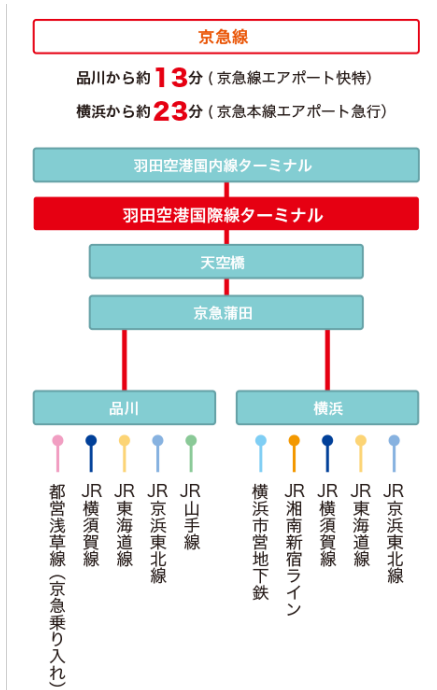 京急線
品川から約13分 ( 京急線エアポート快特）
横浜から約23分 ( 京急本線エアポート急行）
羽田空港国内線ターミナル
羽田空港国際線ターミナル
天空橋
京急蒲田
品川
横浜
都営浅草線（京急乗り入れ）
JR横須賀線
JR東海道線
JR京浜東北線
JR山手線
横浜市営地下鉄
JR湘南新宿ライン
JR横須賀線
JR東海道線
JR京浜東北線